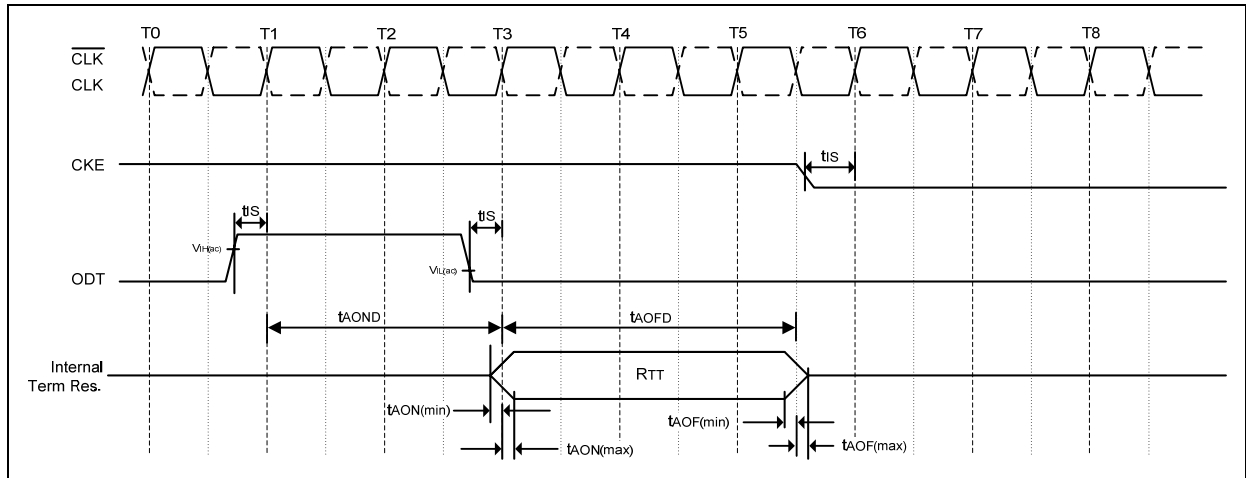 T0 T1 T2 T3 T4 T5 T6 T7 T8
CLK
CLK
CKE
tIS
tIS
tIS
VIH(ac)
VIL(ac)
ODT
tAOND
tAOFD
Internal
Term Res.
RTT
tAON(min)
tAOF(min)
tAON(max)
tAOF(max)